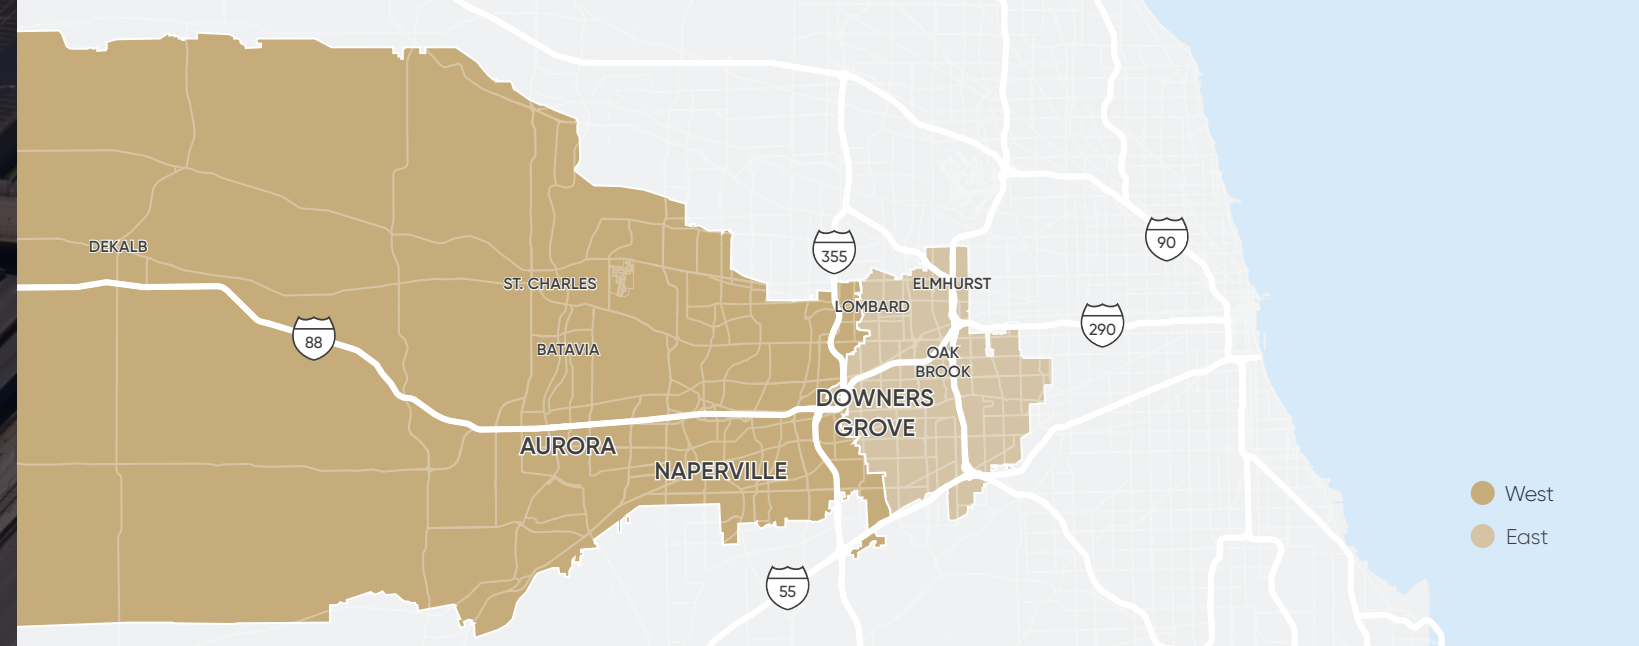 90
DEKALB
355
ST. CHARLES
ELMHURST
LOMBARD
290
88
BATAVIA
OAK
BROOK
DOWNERS
GROVE
AURORA
NAPERVILLE
West
East
55